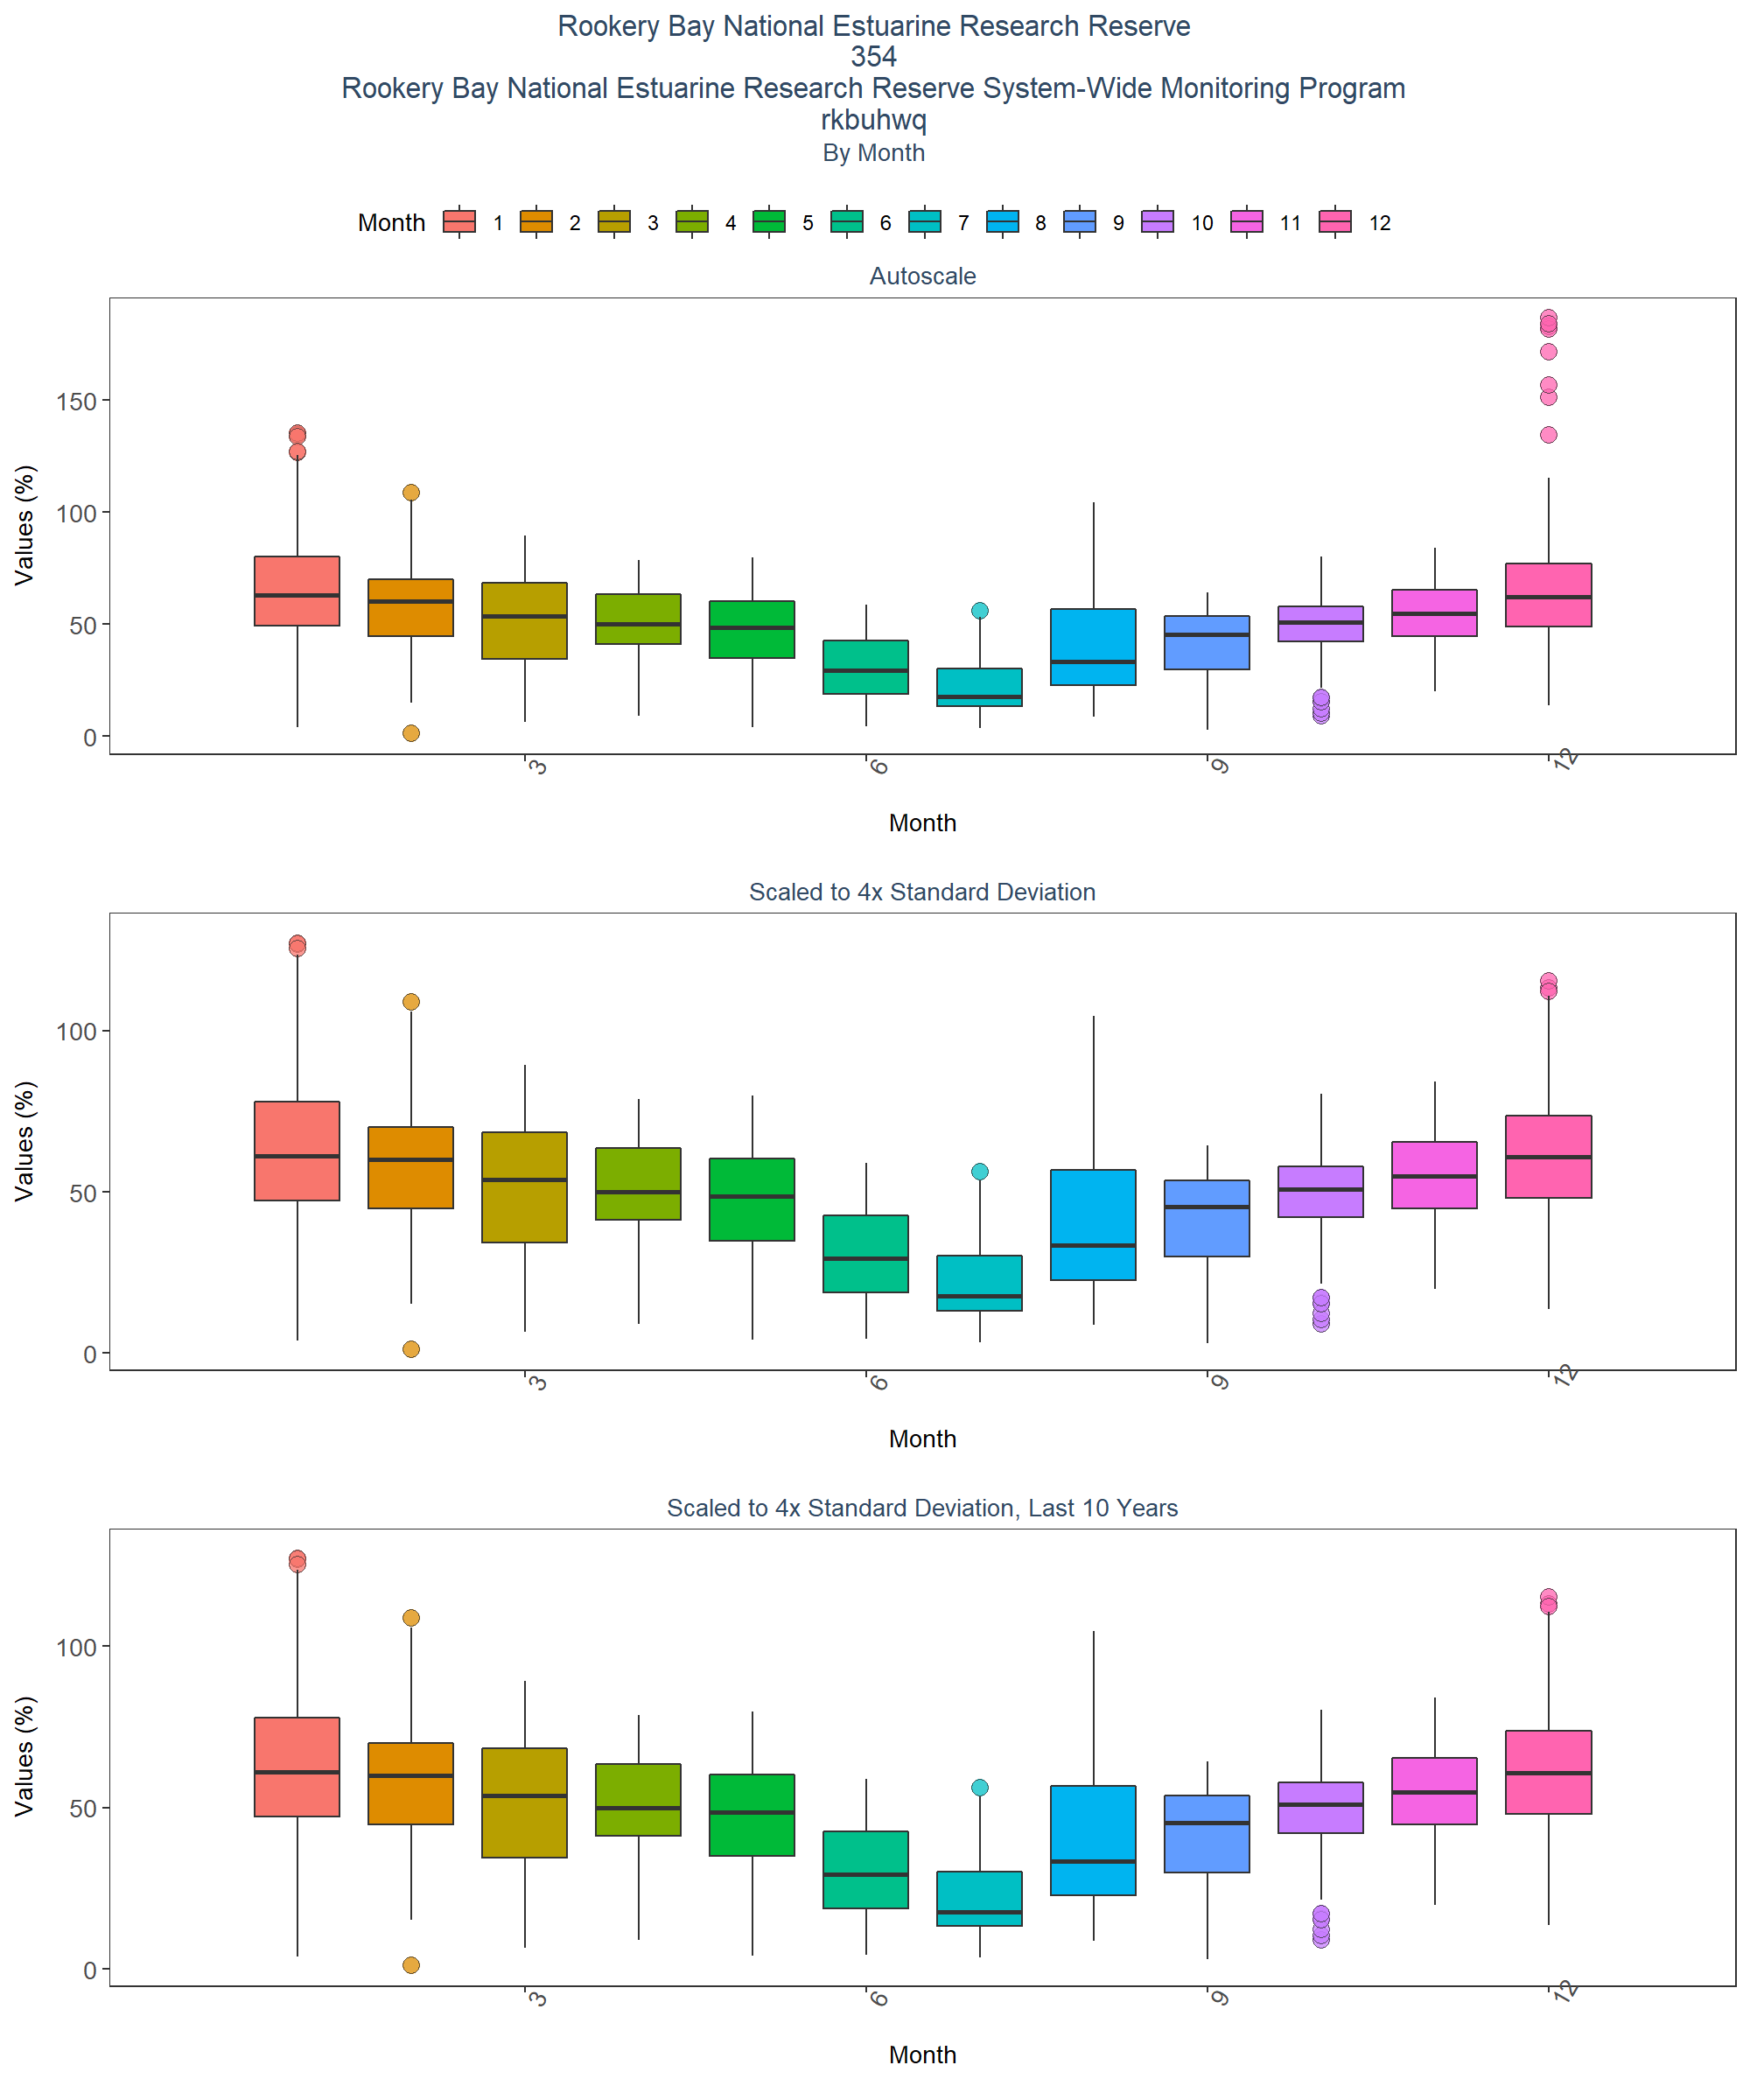 Rookery Bay National Estuarine Research Reserve
354
Rookery Bay National Estuarine Research Reserve System-Wide Monitoring Program
rkbuhwq
By Month
Month 1 2 3 4 5 6 7 8 9 10 11 12
Autoscale
Values (%)
150
100
50
0
3 6 9 12
Month
Scaled to 4x Standard Deviation
Values (%)
100
50
0
3 6 9 12
Month
Scaled to 4x Standard Deviation, Last 10 Years
Values (%)
100
50
0
3 6 9 12
Month